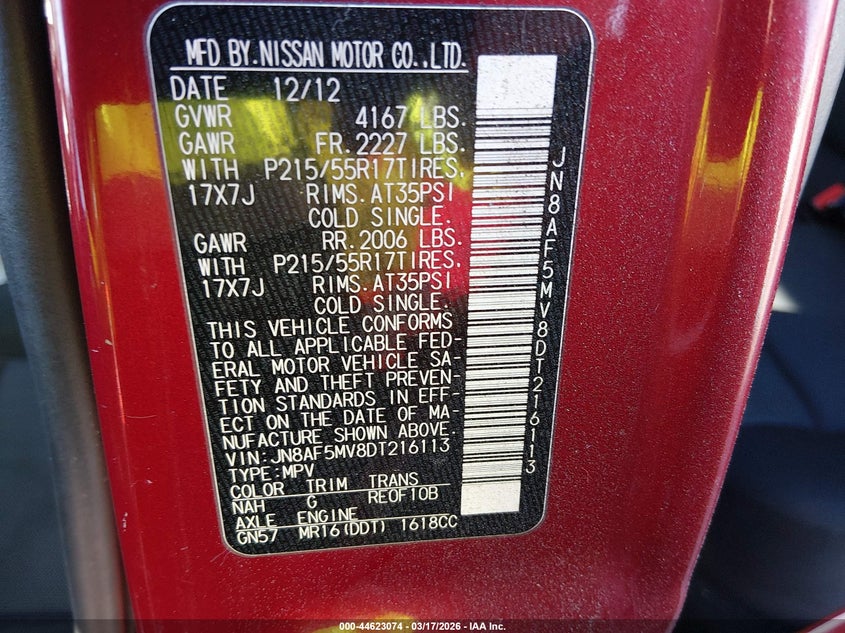 MFD BY. NISSAN MOTOR CO., LTD.
DATE 12/12
GVWR 4167 LBS.
GAWR FR. 2227 LBS.
WITH P215/55R17TIRES.
17X7J RIMS. AT35PSI
COLD SINGLE.
GAWR RR. 2006 LBS.
WITH P215/55R17TIRES.
17X7J RIMS. AT35PSI
COLD SINGLE.
THIS VEHICLE CONFORMS
TO ALL APPLICABLE FED-
ERAL MOTOR VEHICLE SA-
FETY AND THEFT PREVEN-
TION STANDARDS IN EFF-
ECT ON THE DATE OF MA-
NUFACTURE SHOWN ABOVE.
VIN:JN8AF5MV8DT216113
TYPE:MPV
COLOR TRIM TRANS
NAH G RE0F10B
AXLE ENGINE
GN57 MR16(DDT) 1618CC
JN8AF5MV8DT216113
000-44623074 — 03/17/2026 — IAA Inc.